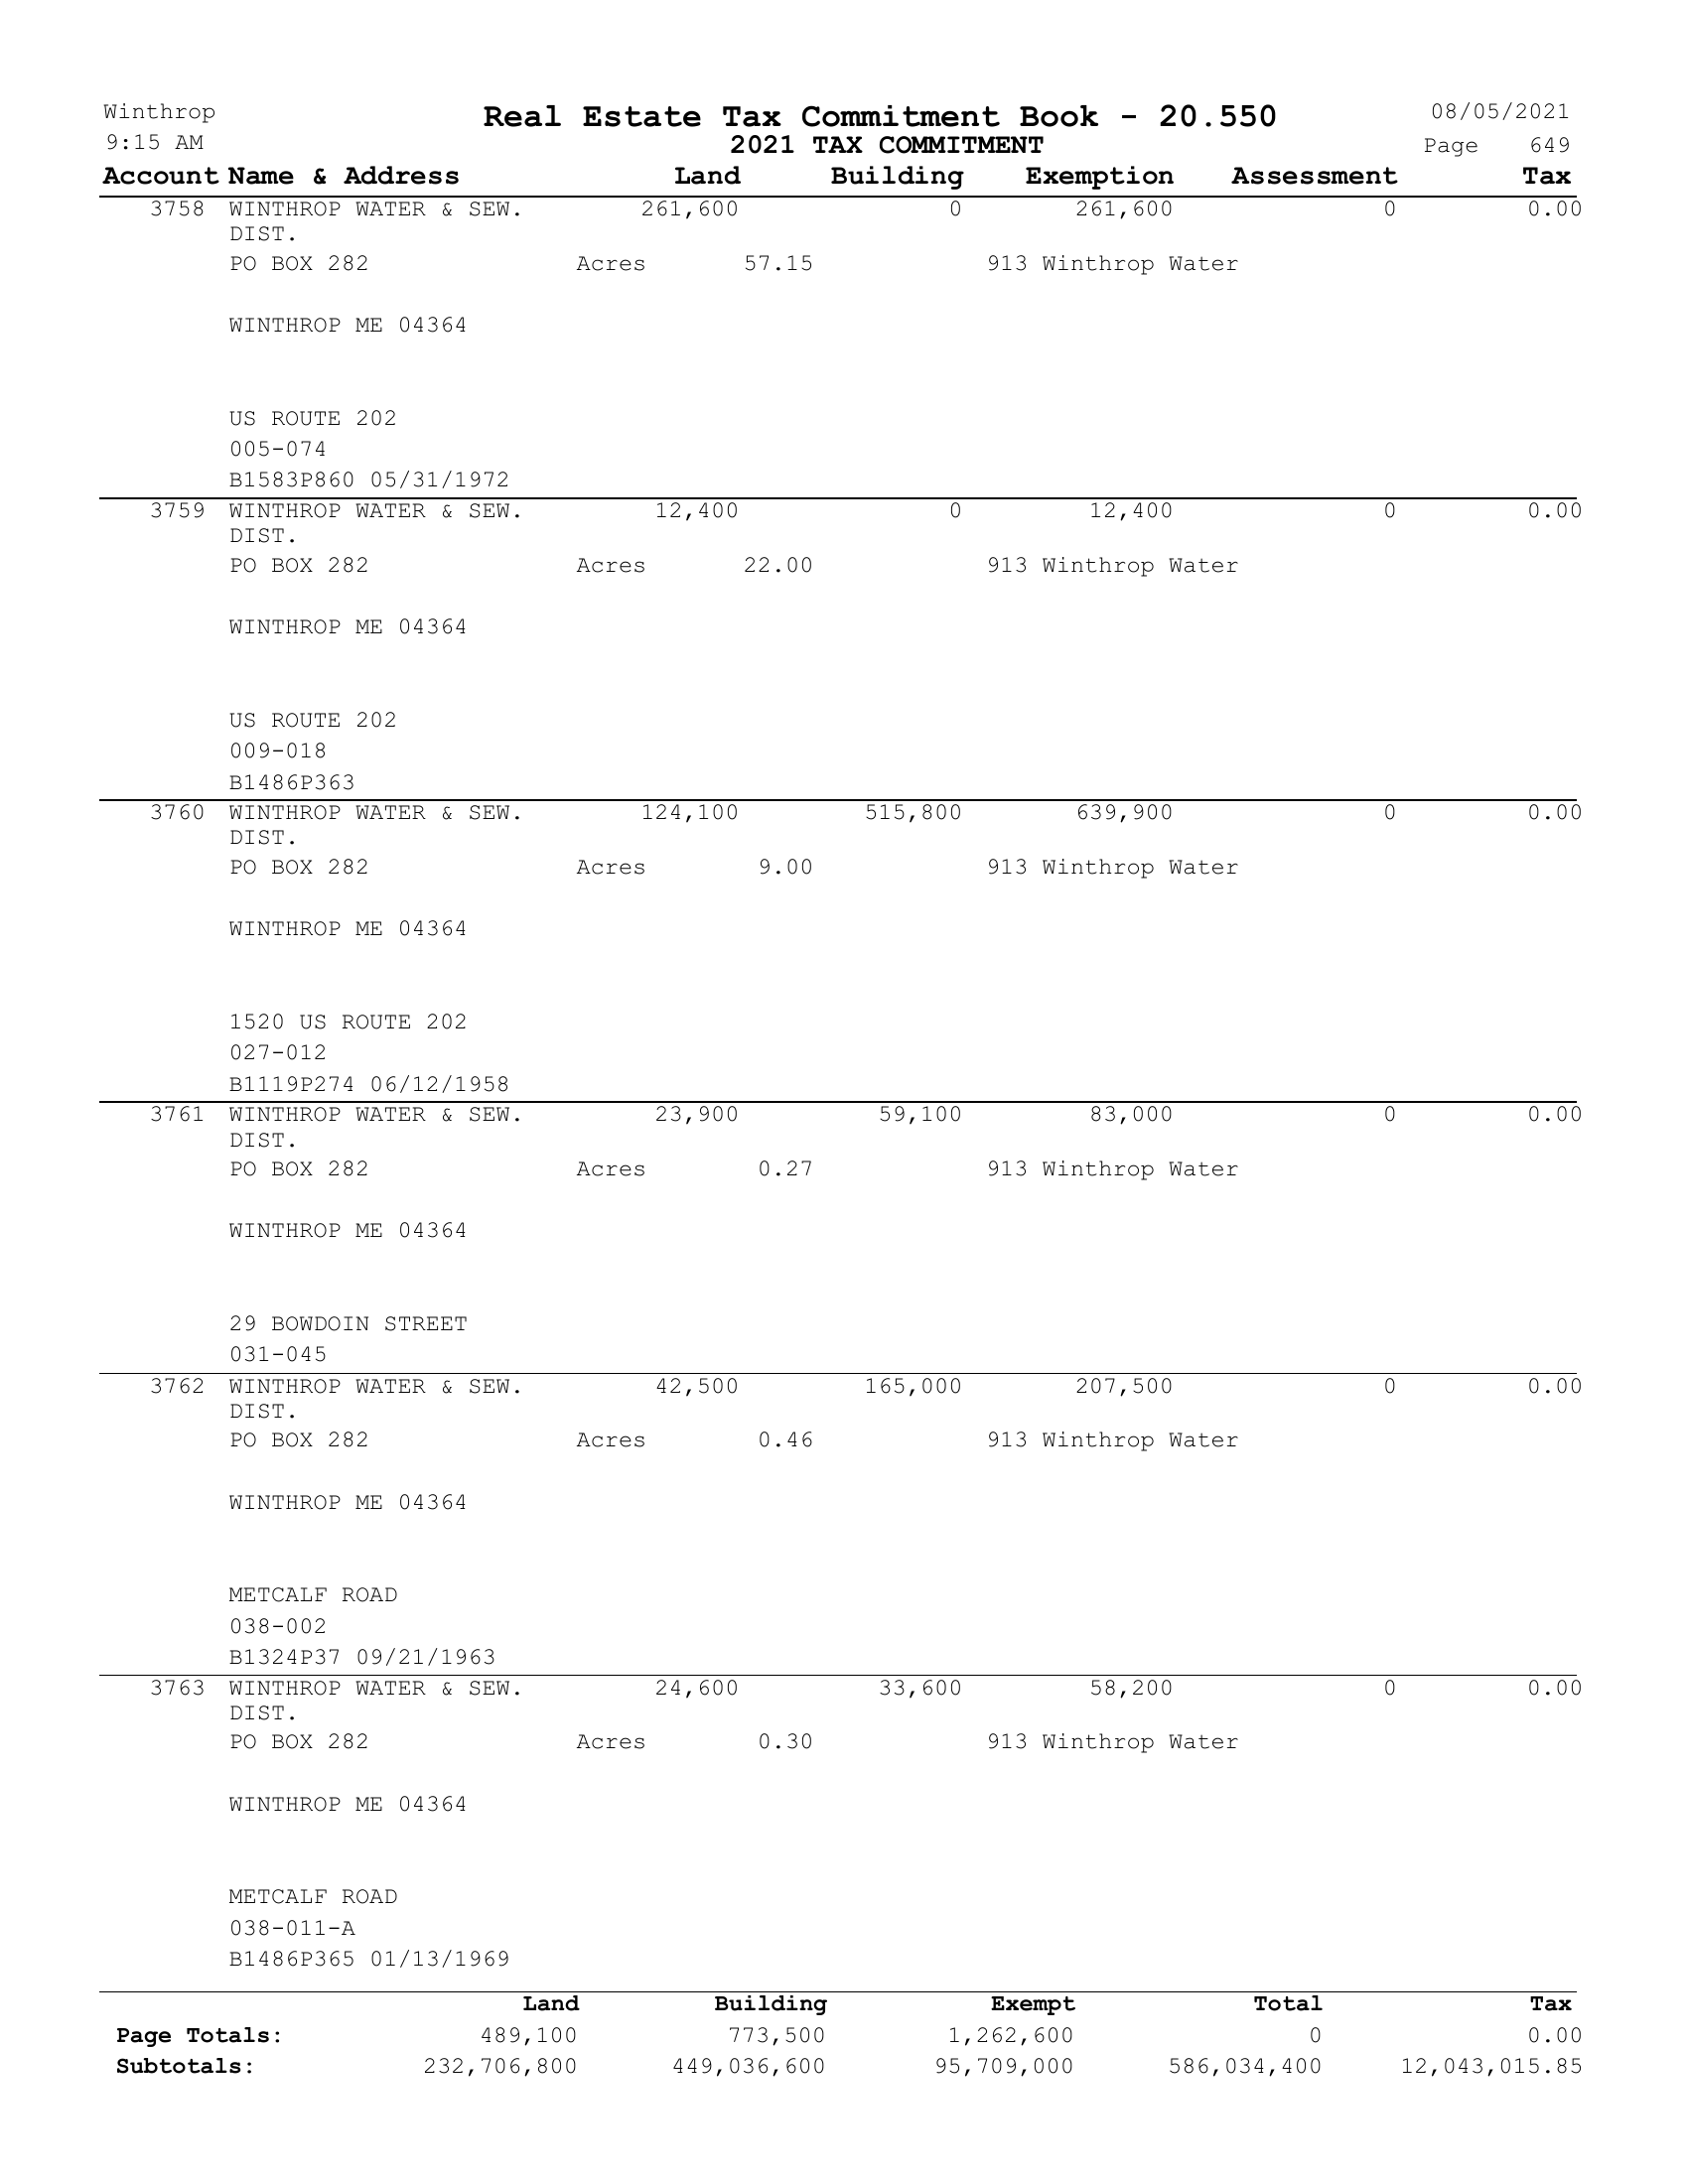 Winthrop Real Estate Tax Commitment Book - 20.550 08/05/2021
9:15 AM 2021 TAX COMMITMENT Page 649
Account Name & Address Land Building Exemption Assessment Tax
3758 WINTHROP WATER & SEW. 261,600 0 261,600 0 0.00
DIST.
PO BOX 282 Acres 57.15 913 Winthrop Water
WINTHROP ME 04364
US ROUTE 202
005-074
B1583P860 05/31/1972
3759 WINTHROP WATER & SEW. 12,400 0 12,400 0 0.00
DIST.
PO BOX 282 Acres 22.00 913 Winthrop Water
WINTHROP ME 04364
US ROUTE 202
009-018
B1486P363
3760 WINTHROP WATER & SEW. 124,100 515,800 639,900 0 0.00
DIST.
PO BOX 282 Acres 9.00 913 Winthrop Water
WINTHROP ME 04364
1520 US ROUTE 202
027-012
B1119P274 06/12/1958
3761 WINTHROP WATER & SEW. 23,900 59,100 83,000 0 0.00
DIST.
PO BOX 282 Acres 0.27 913 Winthrop Water
WINTHROP ME 04364
29 BOWDOIN STREET
031-045
3762 WINTHROP WATER & SEW. 42,500 165,000 207,500 0 0.00
DIST.
PO BOX 282 Acres 0.46 913 Winthrop Water
WINTHROP ME 04364
METCALF ROAD
038-002
B1324P37 09/21/1963
3763 WINTHROP WATER & SEW. 24,600 33,600 58,200 0 0.00
DIST.
PO BOX 282 Acres 0.30 913 Winthrop Water
WINTHROP ME 04364
METCALF ROAD
038-011-A
B1486P365 01/13/1969
Land Building Exempt Total Tax
Page Totals: 489,100 773,500 1,262,600 0 0.00
Subtotals: 232,706,800 449,036,600 95,709,000 586,034,400 12,043,015.85